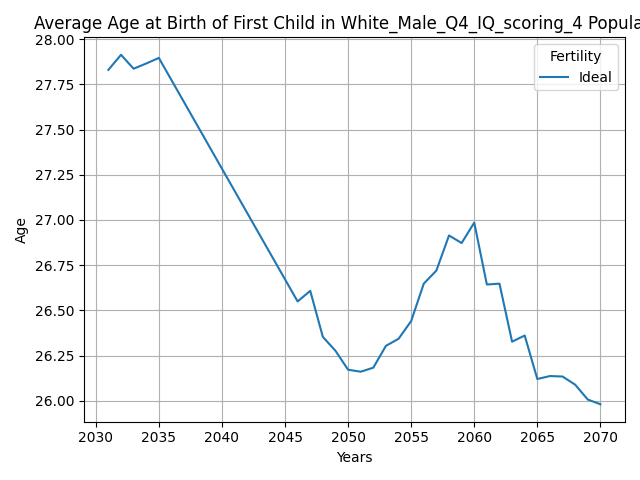 Average Age at Birth of First Child in White_Male_Q4_IQ_scoring_4 Popula
28.00
27.75
27.50
27.25
27.00
26.75
26.50
26.25
26.00
Age
Fertility
Ideal
2030 2035 2040 2045 2050 2055 2060 2065 2070
Years